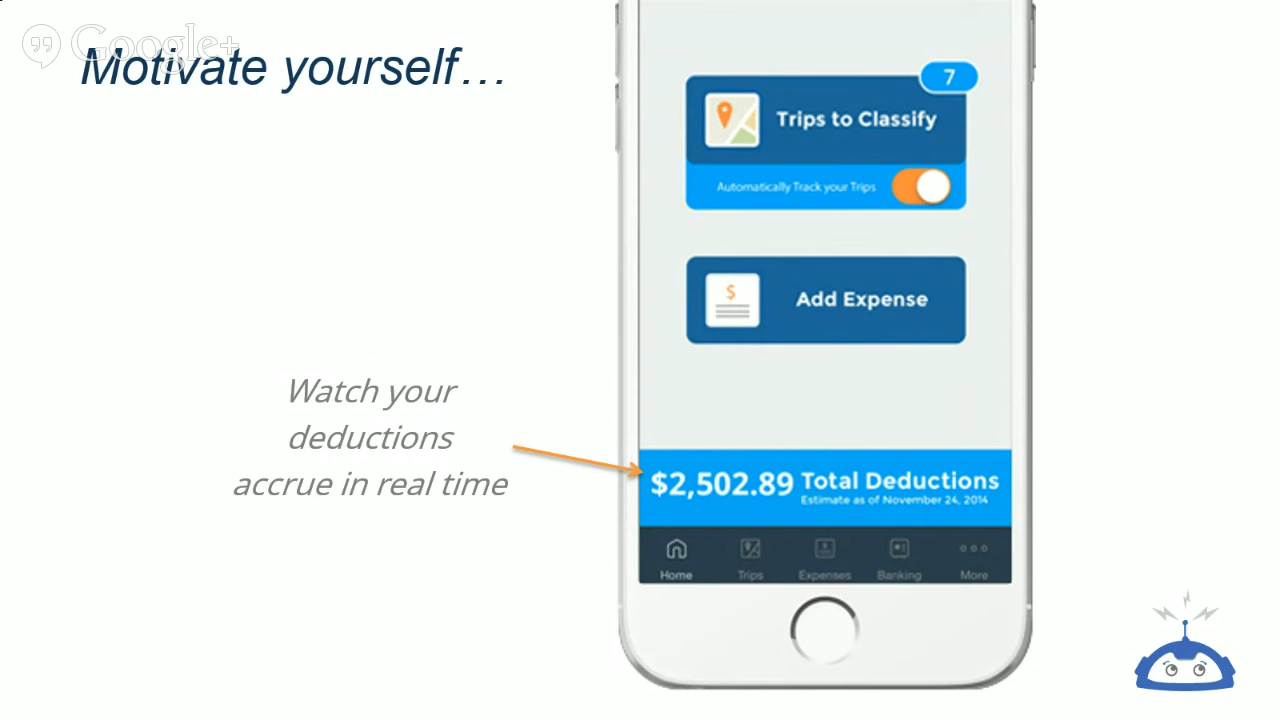 Google+
Motivate yourself…
7
Trips to Classify
Automatically Track your Trips
$
Add Expense
Watch your
deductions
accrue in real time
$2,502.89 Total Deductions
Estimate as of November 24, 2014
Home Trips Expenses Banking More